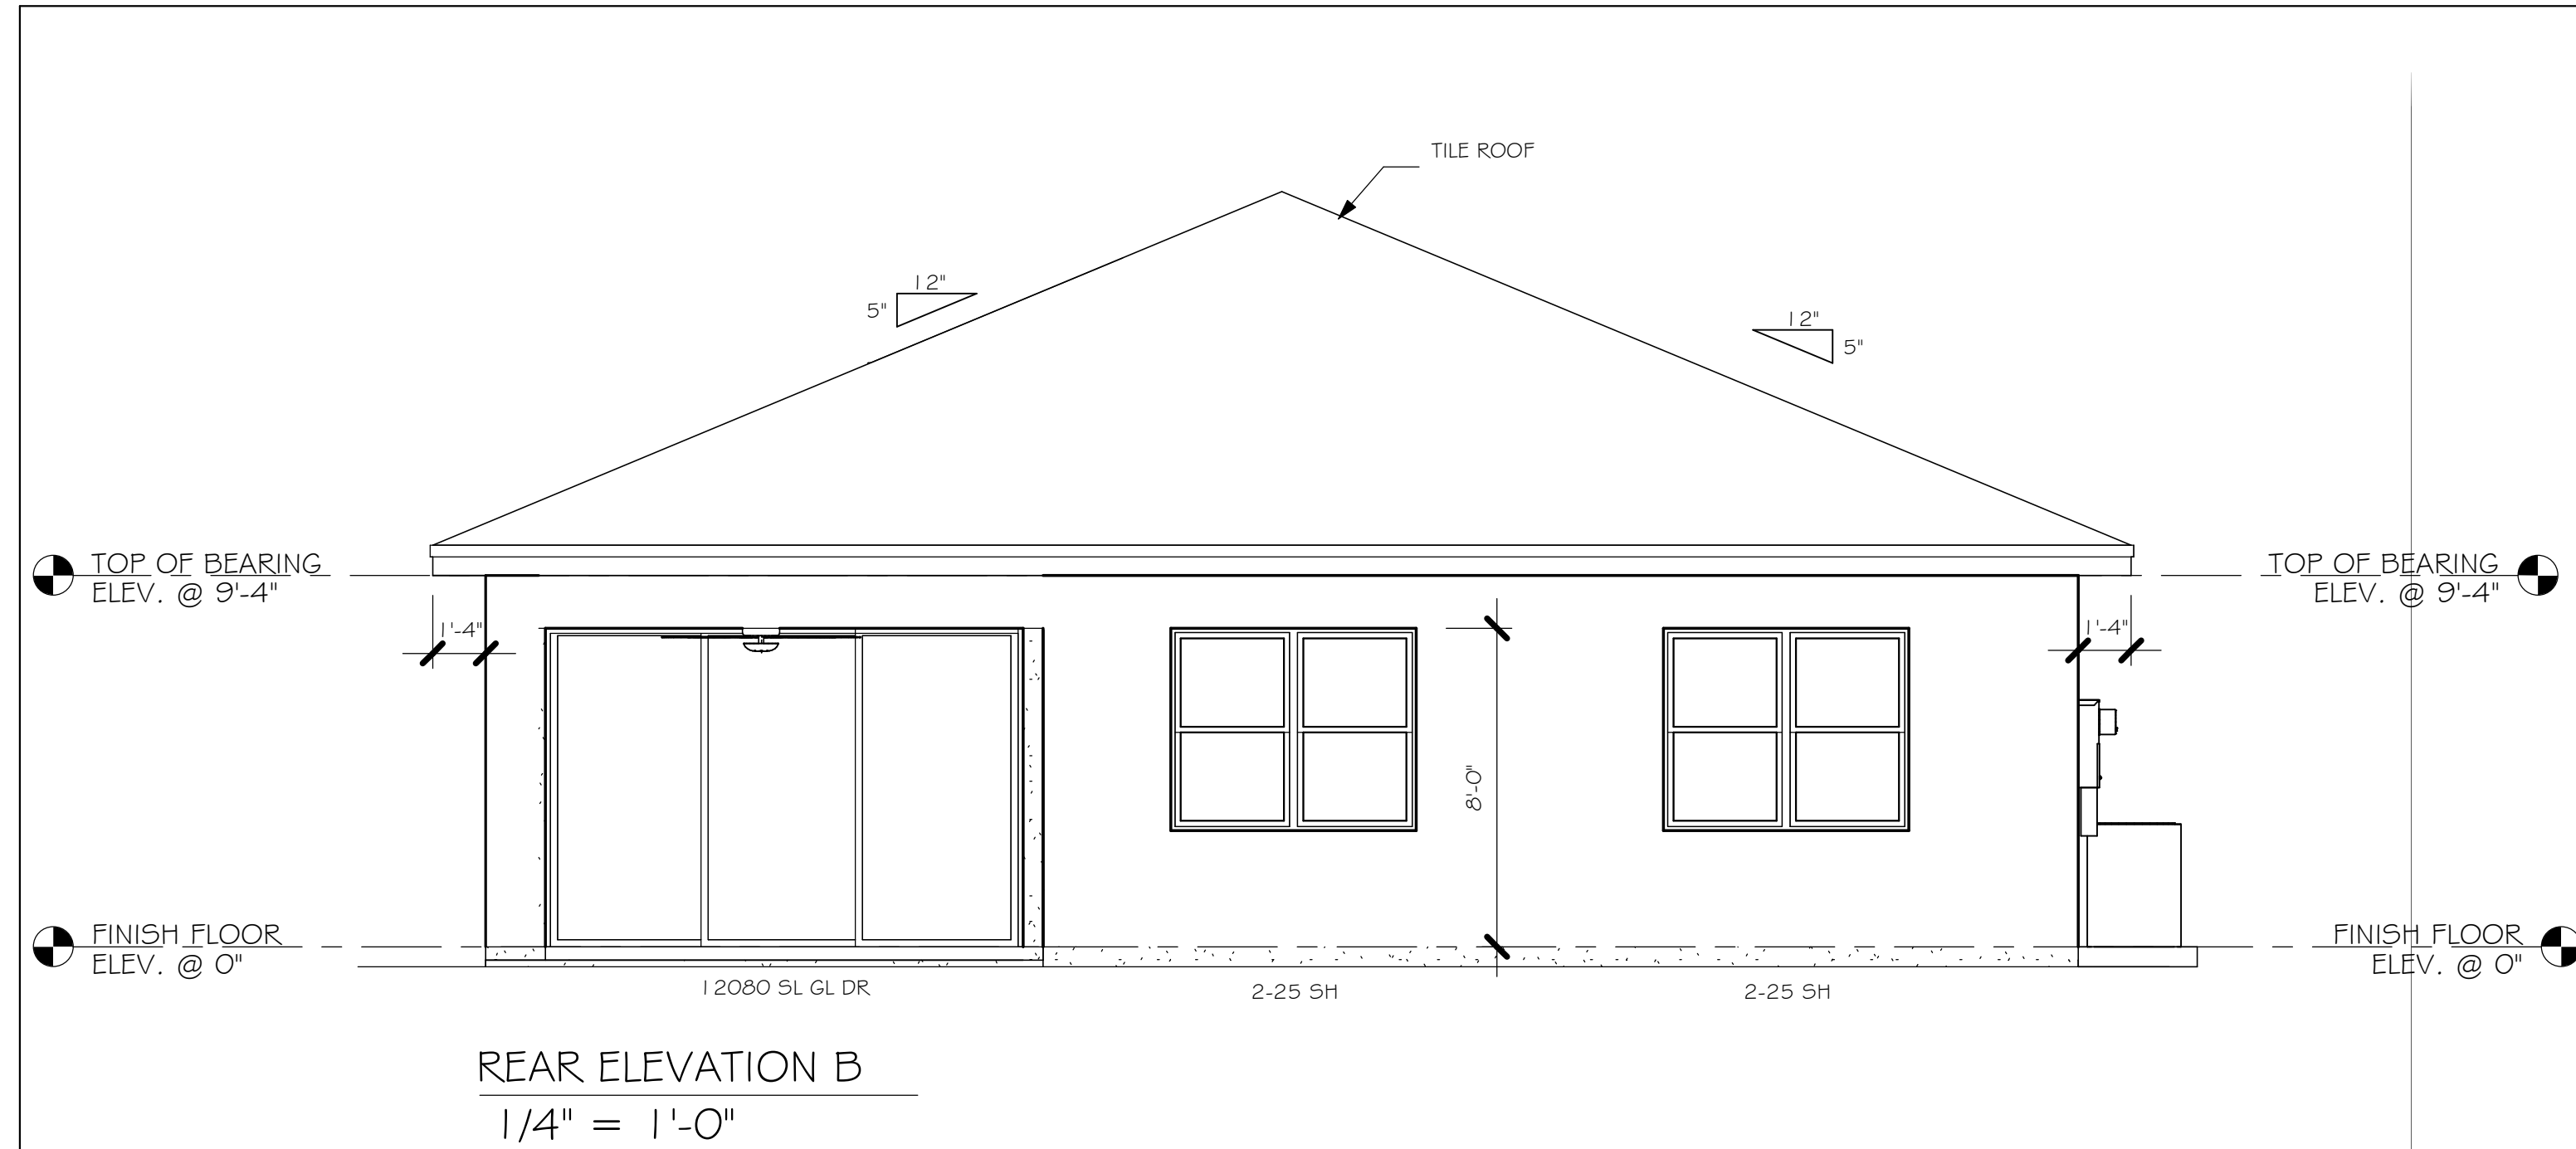 TILE ROOF
12"
5"
12"
5"
TOP OF BEARING
ELEV. @ 9'-4"
TOP OF BEARING
ELEV. @ 9'-4"
1'-4"
1'-4"
8'-0"
FINISH FLOOR
ELEV. @ 0"
FINISH FLOOR
ELEV. @ 0"
12080 SL GL DR
2-25 SH
2-25 SH
REAR ELEVATION B
1/4" = 1'-0"